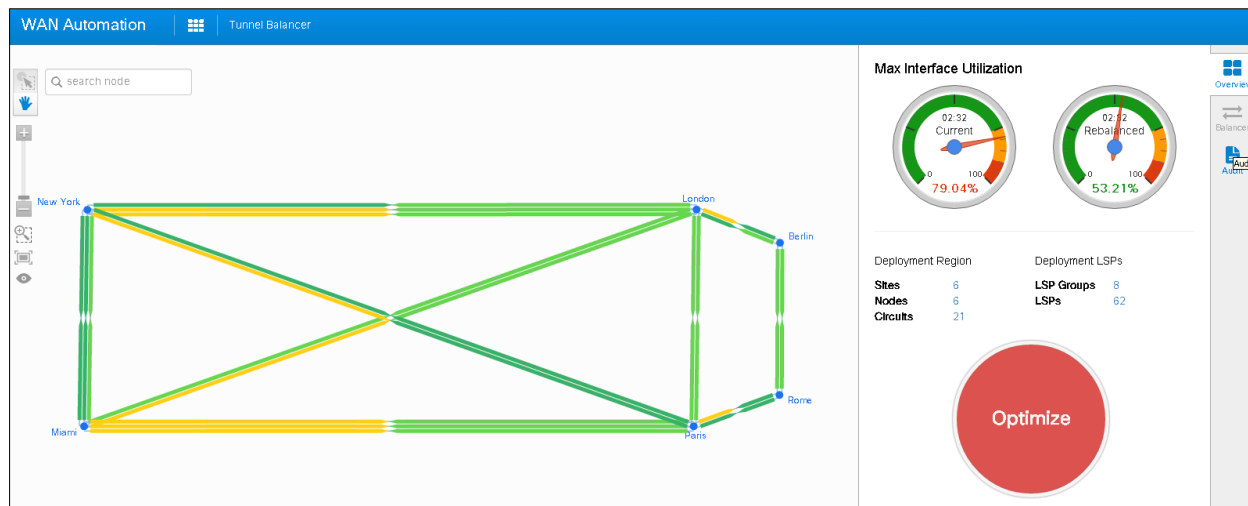 WAN Automation
Tunnel Balancer
search node
New York
London
Berlin
Miami
Paris
Rome
Max Interface Utilization
02:32
Current
0
100
79.04%
Rebalanced
0
100
53.21%
Deployment Region
Deployment LSPs
Sites 6
LSP Groups 8
Nodes 6
LSPs 62
Circuits 21
Optimize
Overview
Balancer
Audit